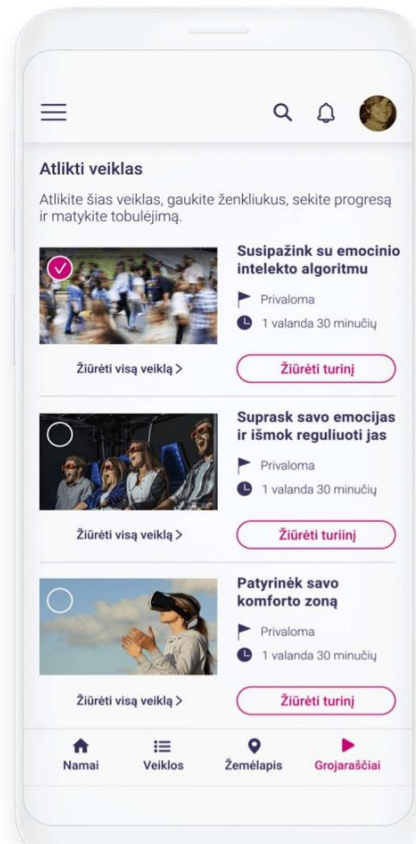 Atlikti veiklas
Atlikite šias veiklas, gaukite ženkliukus, sekite progresą
ir matykite tobulėjimą.
Susipažink su emocinio
intelekto algoritmu
Privaloma
1 valanda 30 minučių
Žiūrėti visą veiklą >
Žiūrėti turinį
Suprask savo emocijas
ir išmok reguliuoti jas
Privaloma
1 valanda 30 minučių
Žiūrėti visą veiklą >
Žiūrėti turiinį
Patyrinėk savo
komforto zoną
Privaloma
1 valanda 30 minučių
Žiūrėti visą veiklą >
Žiūrėti turinį
Namai
Veiklos
Žemėlapis
Grojaraščiai